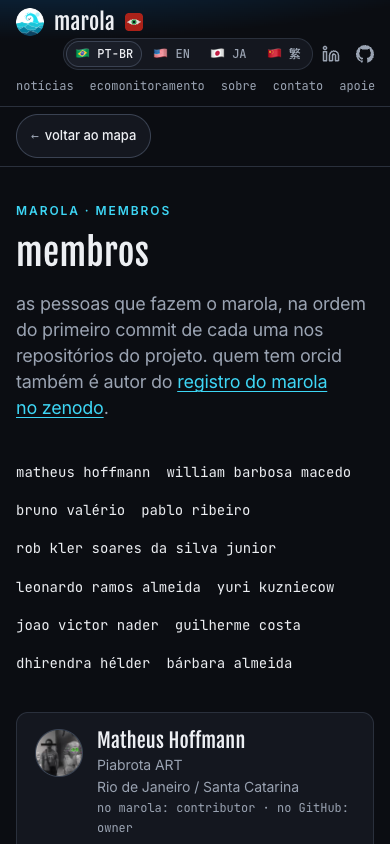 marola
PT-BR EN JA 繁
notícias ecomonitoramento sobre contato apoie
← voltar ao mapa
MAROLA · MEMBROS
membros
as pessoas que fazem o marola, na ordem
do primeiro commit de cada uma nos
repositórios do projeto. quem tem orcid
também é autor do registro do marola
no zenodo.
matheus hoffmann william barbosa macedo
bruno valério pablo ribeiro
rob kler soares da silva junior
leonardo ramos almeida yuri kuzniecow
joao victor nader guilherme costa
dhirendra hélder bárbara almeida
Matheus Hoffmann
Piabrota ART
Rio de Janeiro / Santa Catarina
no marola: contributor · no GitHub:
owner